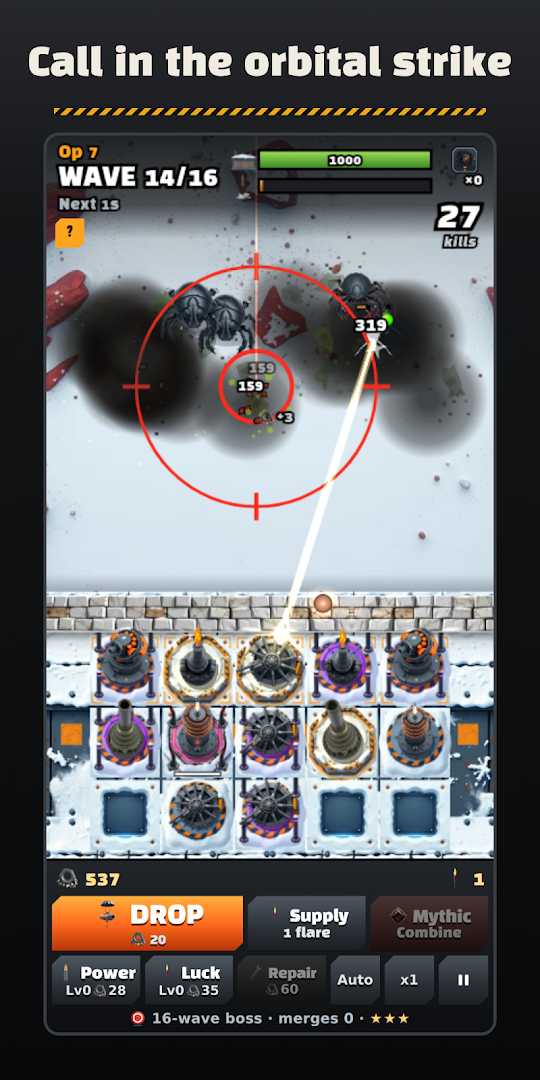 Call in the orbital strike
Op 7
WAVE 14/16
Next 1s
?
1000
×0
27
kills
319
159
159
+3
537
1
DROP
20
Supply
1 flare
Mythic
Combine
Power
Lv0 28
Luck
Lv0 35
Repair
60
Auto
x1
16-wave boss · merges 0 · ★★★